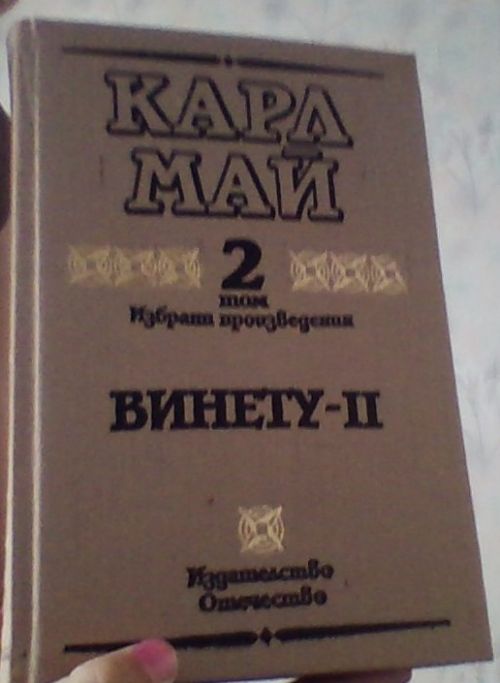 КАРЛ
МАЙ
2
том
Избрани произведения
ВИНЕТУ-II
Издателство
Отечество